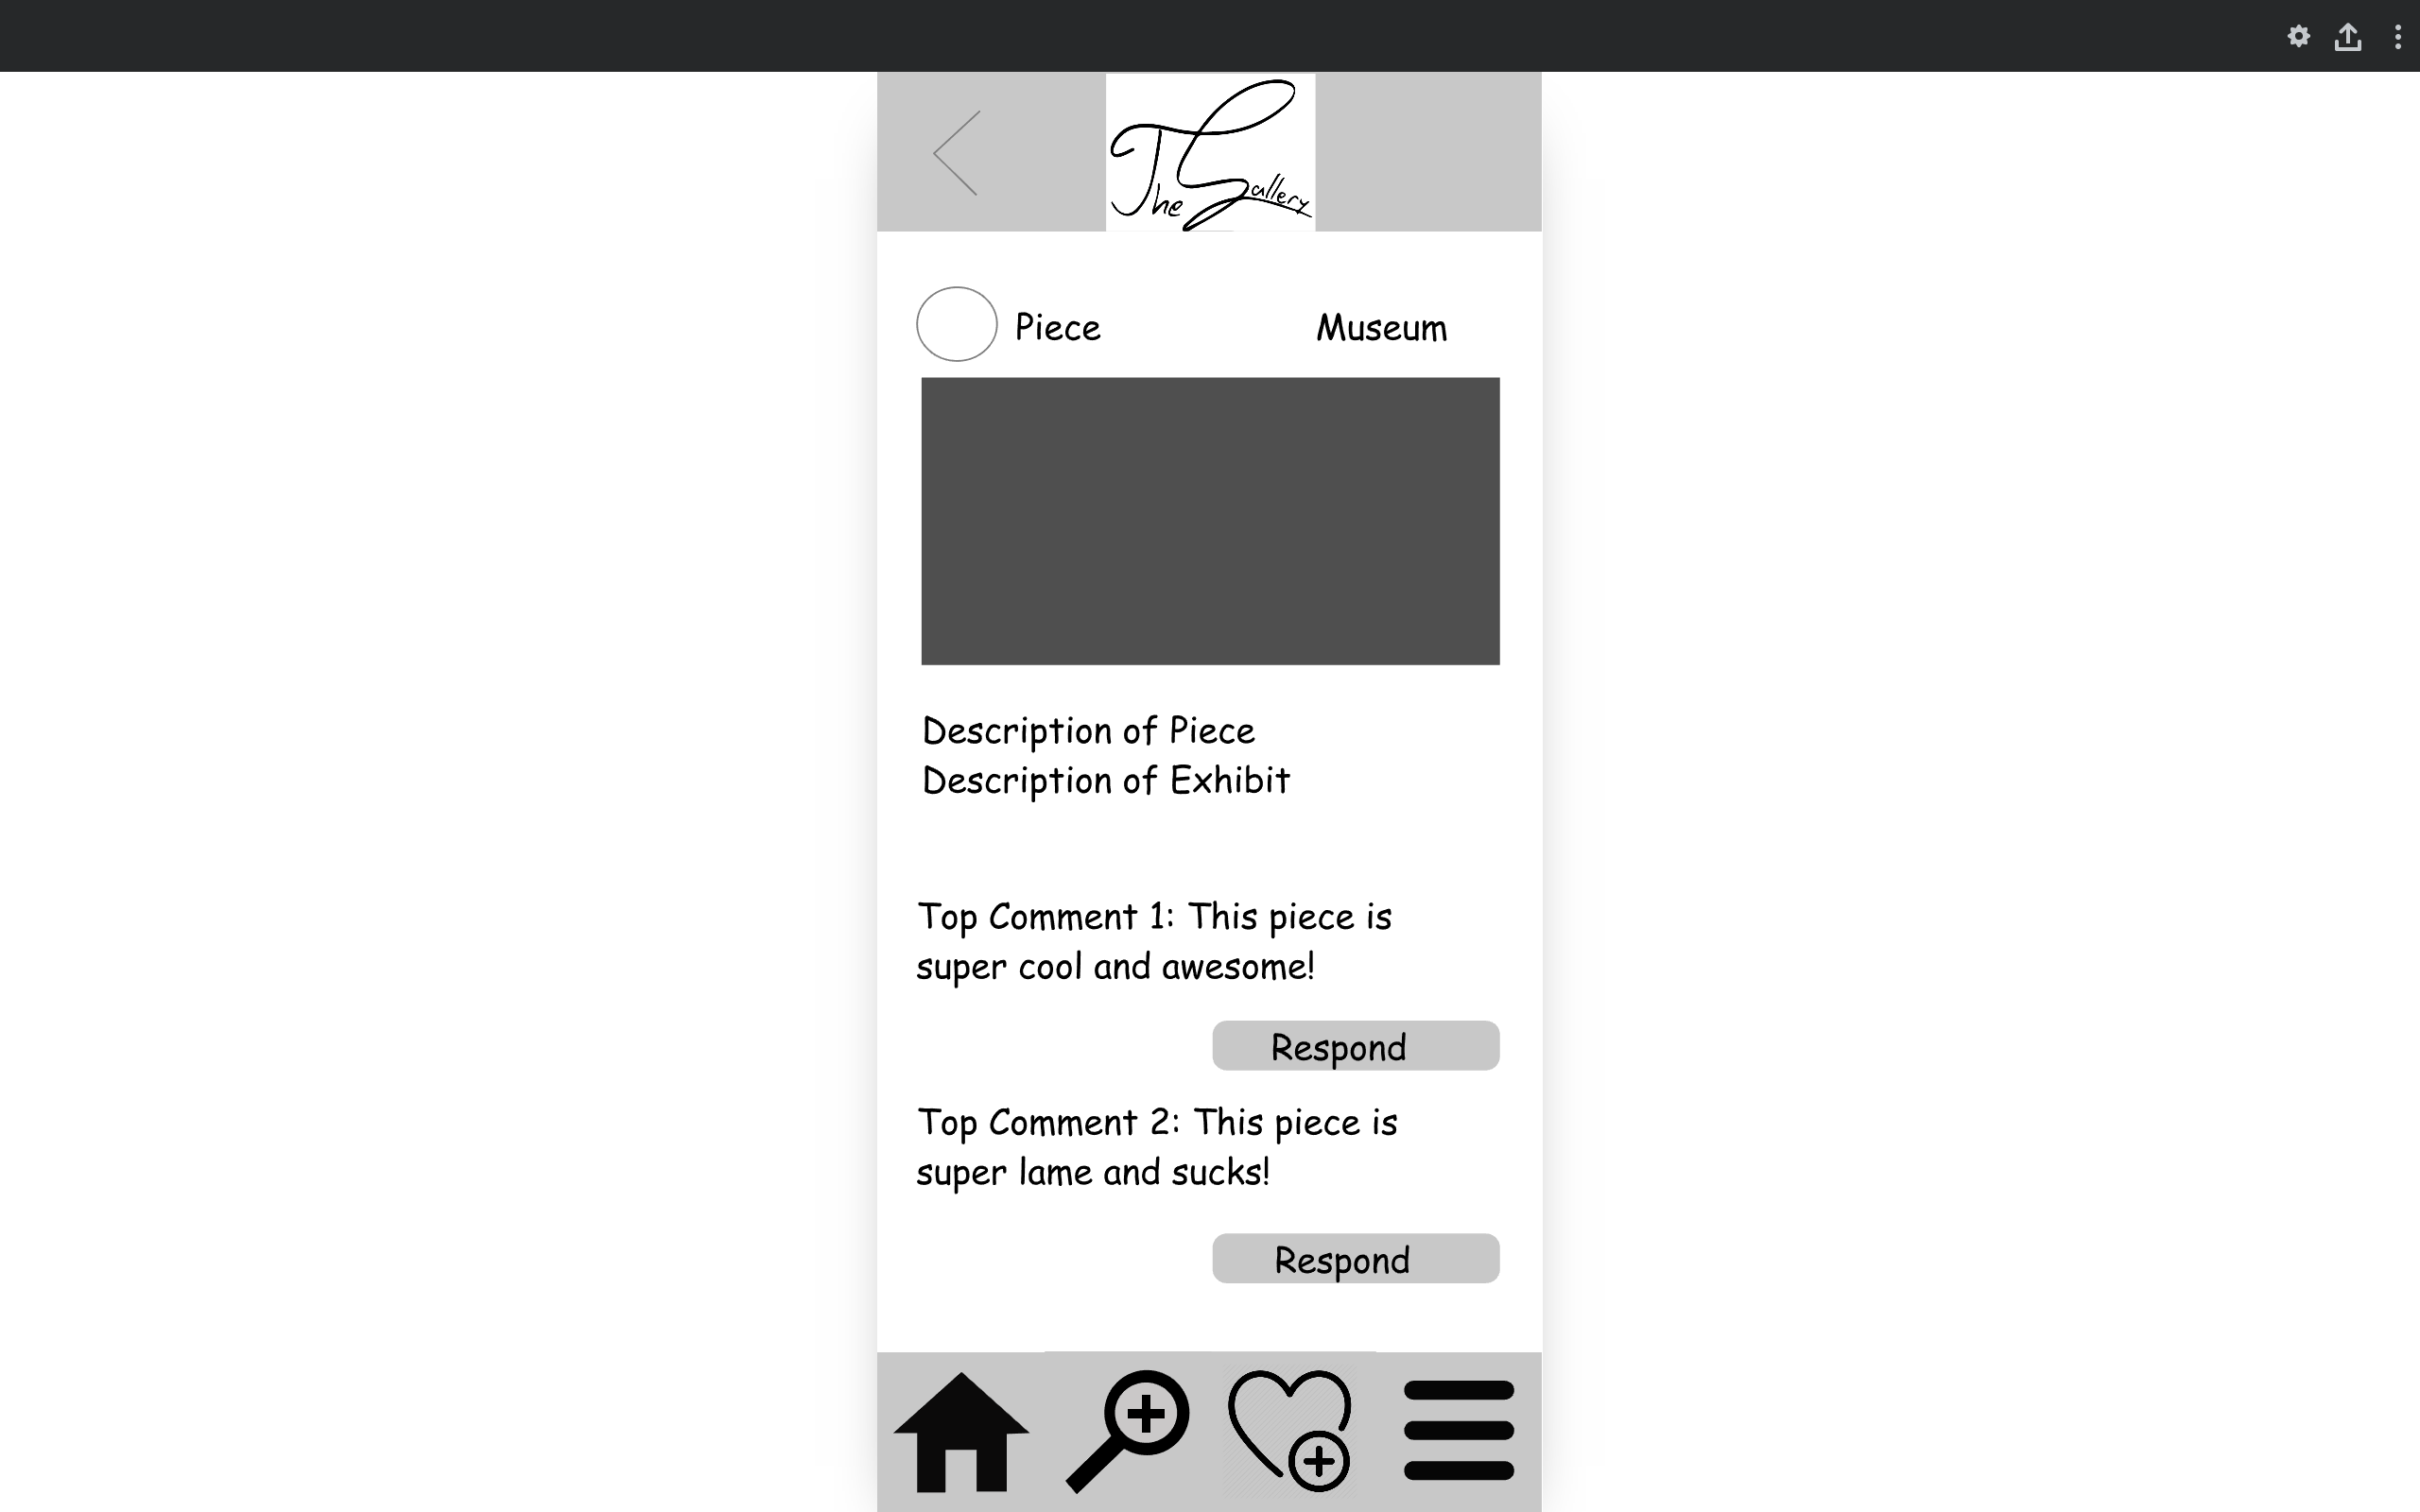 The Gallery
Piece Museum
Description of Piece
Description of Exhibit
Top Comment 1: This piece is
super cool and awesome!
Respond
Top Comment 2: This piece is
super lame and sucks!
Respond